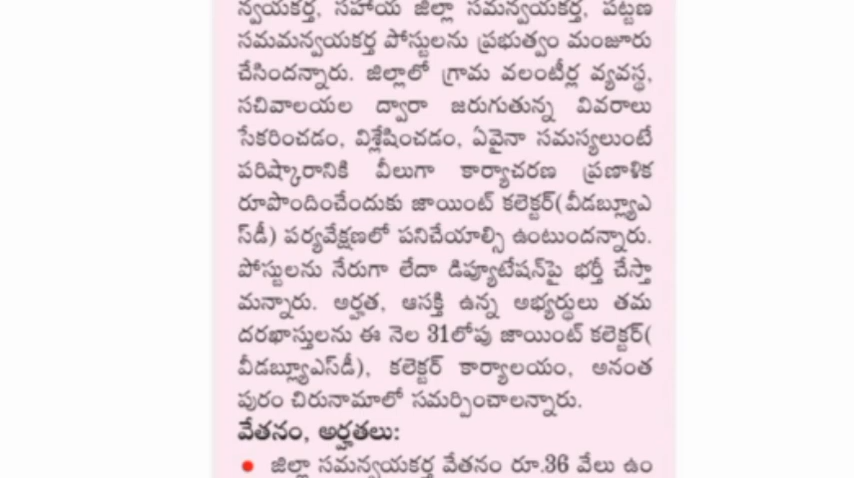 న్వయకర్త, సహాయ జిల్లా సమన్వయకర్త, పట్టణ
సమమన్వయకర్త పోస్టులను ప్రభుత్వం మంజూరు
చేసిందన్నారు. జిల్లాలో గ్రామ వలంటీర్ల వ్యవస్థ,
సచివాలయల ద్వారా జరుగుతున్న వివరాలు
సేకరించడం, విశ్లేషించడం, ఏవైనా సమస్యలుంటే
పరిష్కారానికి వీలుగా కార్యాచరణ ప్రణాళిక
రూపొందించేందుకు జాయింట్ కలెక్టర్(వీడబ్ల్యూఎ
స్‌డీ) పర్యవేక్షణలో పనిచేయాల్సి ఉంటుందన్నారు.
పోస్టులను నేరుగా లేదా డిప్యూటేషన్‌పై భర్తీ చేస్తా
మన్నారు. అర్హత, ఆసక్తి ఉన్న అభ్యర్థులు తమ
దరఖాస్తులను ఈ నెల 31లోపు జాయింట్ కలెక్టర్(
వీడబ్ల్యూఎస్‌డీ), కలెక్టర్ కార్యాలయం, అనంత
పురం చిరునామాలో సమర్పించాలన్నారు.
వేతనం, అర్హతలు:
• జిల్లా సమన్వయకర్త వేతనం రూ.36 వేలు ఉం